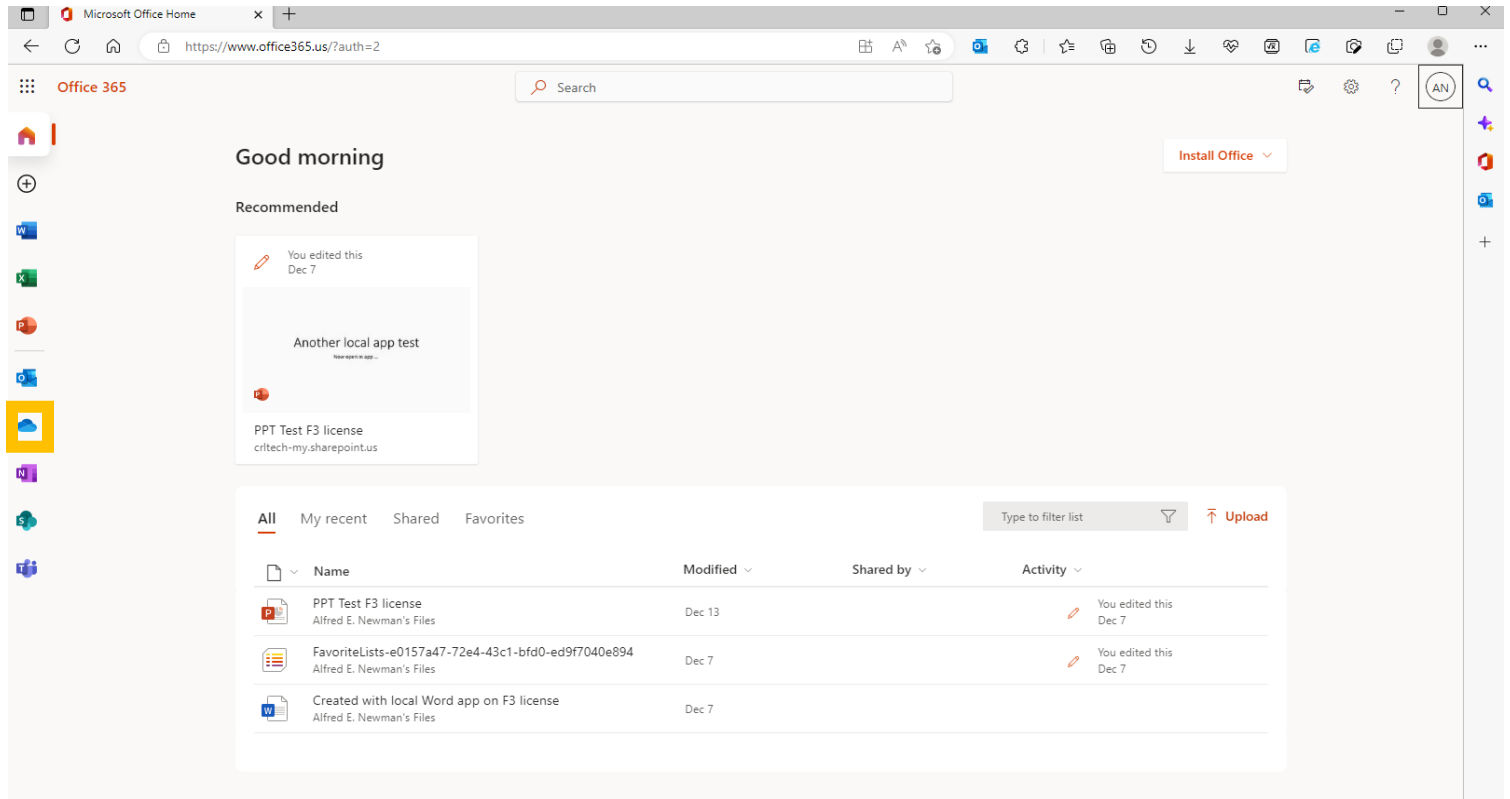 Microsoft Office Home
https://www.office365.us/?auth=2
Office 365
Search
AN
Good morning
Install Office
Recommended
You edited this
Dec 7
Another local app test
Now open in app ...
PPT Test F3 license
crltech-my.sharepoint.us
All My recent Shared Favorites
Type to filter list
Upload
Name Modified Shared by Activity
PPT Test F3 license
Alfred E. Newman's Files
Dec 13
You edited this
Dec 7
FavoriteLists-e0157a47-72e4-43c1-bfd0-ed9f7040e894
Alfred E. Newman's Files
Dec 7
You edited this
Dec 7
Created with local Word app on F3 license
Alfred E. Newman's Files
Dec 7